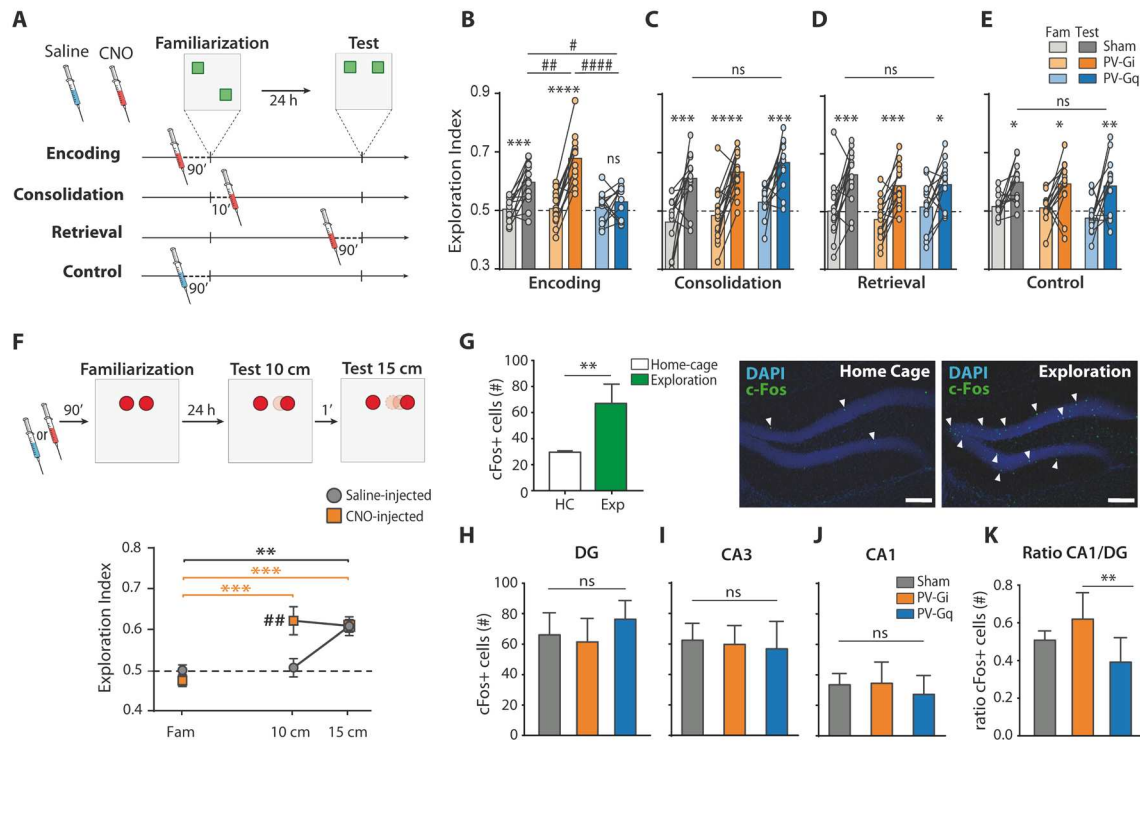 A
Saline CNO
Familiarization
Test
24 h
Encoding
90′
Consolidation
10′
Retrieval
90′
Control
90′
B
Exploration Index
0.9
0.7
0.5
0.3
#
## ####
***
****
ns
Encoding
C
ns
*** **** ***
Consolidation
D
ns
*** *** *
Retrieval
E
Fam Test
Sham
PV-Gi
PV-Gq
ns
* * **
Control
F
Familiarization
Test 10 cm
Test 15 cm
or
90′
24 h
1′
Saline-injected
CNO-injected
Exploration Index
0.8
0.7
0.6
0.5
0.4
**
***
***
##
Fam 10 cm 15 cm
G
cFos+ cells (#)
100
80
60
40
20
0
**
Home-cage
Exploration
HC Exp
DAPI
c-Fos
Home Cage
DAPI
c-Fos
Exploration
H
DG
cFos+ cells (#)
100
80
60
40
20
0
ns
I
CA3
ns
J
CA1
Sham
PV-Gi
PV-Gq
ns
K
Ratio CA1/DG
ratio cFos+ cells (#)
0.8
0.6
0.4
0.2
0.0
**